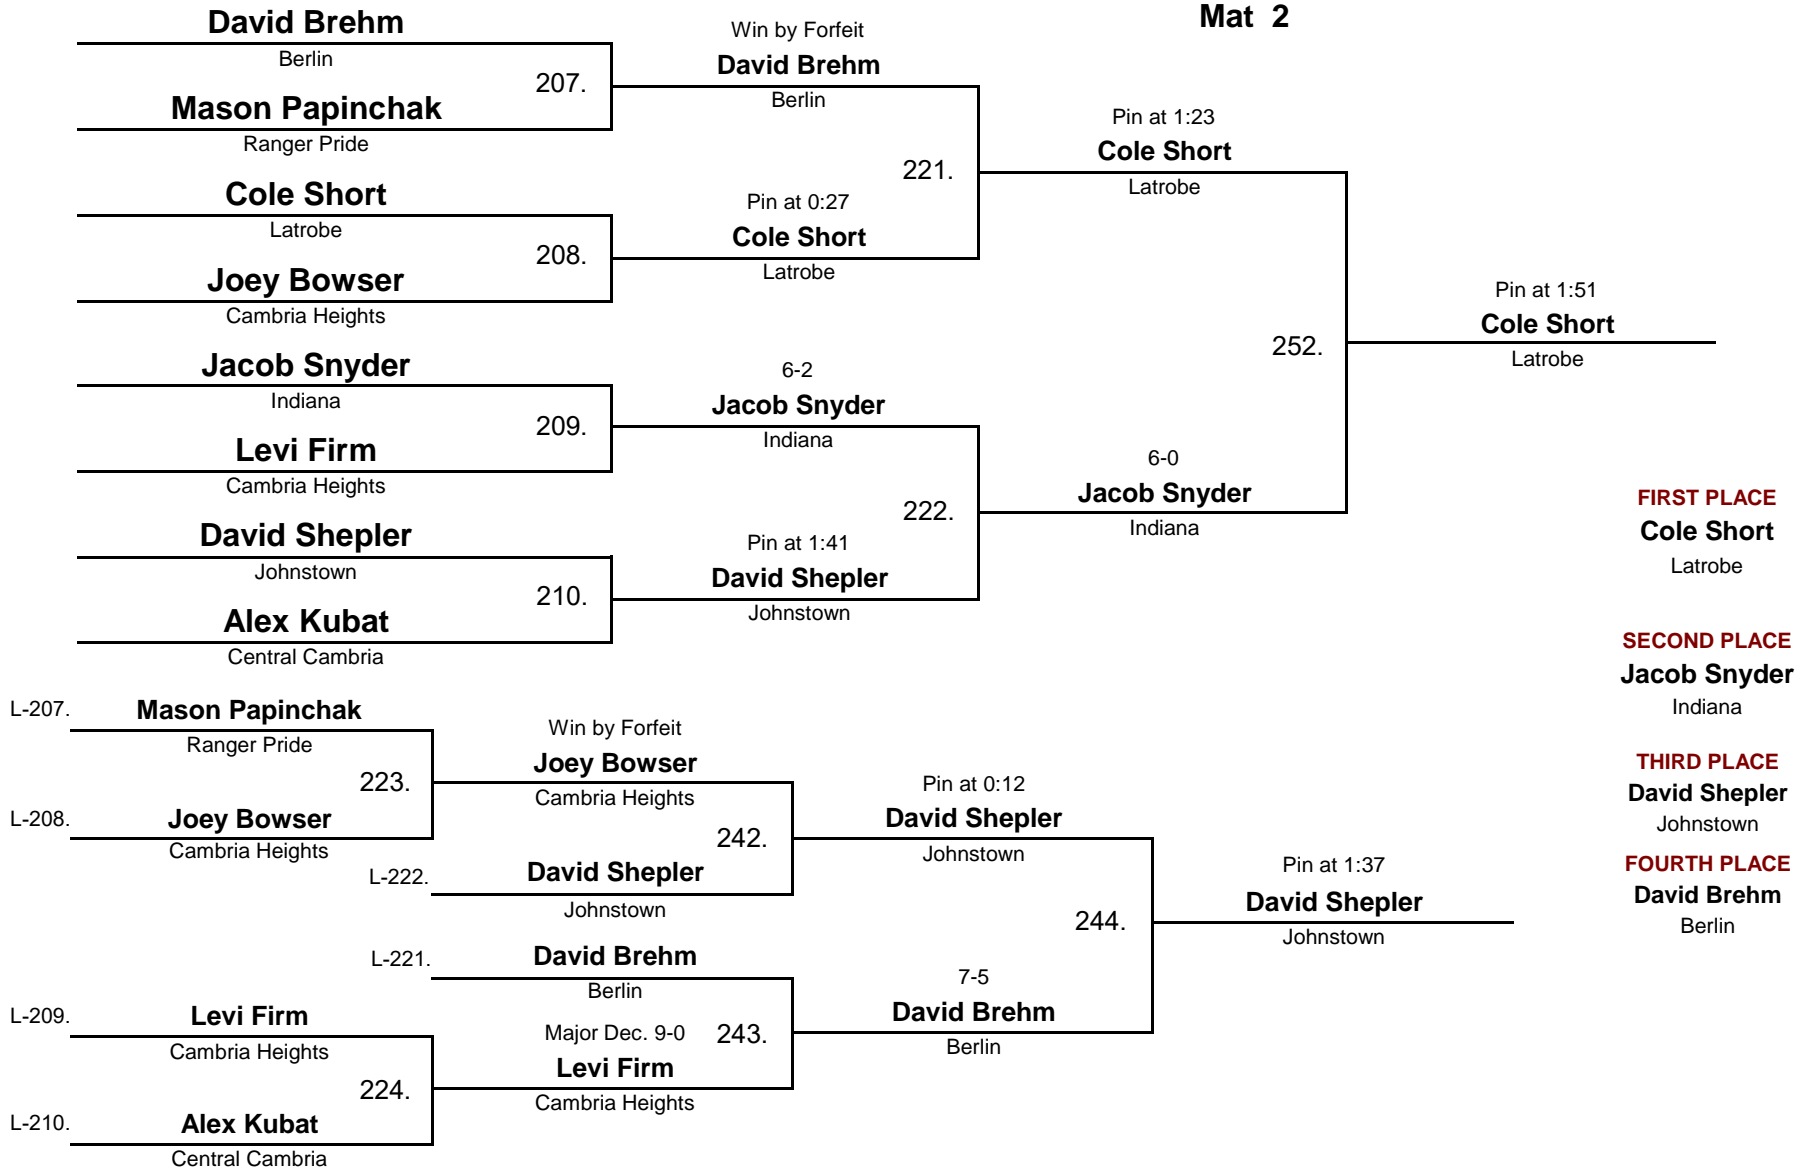 Mat 2
David Brehm
Berlin
207.
Mason Papinchak
Ranger Pride
Cole Short
Latrobe
208.
Joey Bowser
Cambria Heights
Jacob Snyder
Indiana
209.
Levi Firm
Cambria Heights
David Shepler
Johnstown
210.
Alex Kubat
Central Cambria
Win by Forfeit
David Brehm
Berlin
221.
Pin at 0:27
Cole Short
Latrobe
6-2
Jacob Snyder
Indiana
222.
Pin at 1:41
David Shepler
Johnstown
Pin at 1:23
Cole Short
Latrobe
252.
6-0
Jacob Snyder
Indiana
Pin at 1:51
Cole Short
Latrobe
FIRST PLACE
Cole Short
Latrobe
SECOND PLACE
Jacob Snyder
Indiana
THIRD PLACE
David Shepler
Johnstown
FOURTH PLACE
David Brehm
Berlin
L-207.
Mason Papinchak
Ranger Pride
223.
L-208.
Joey Bowser
Cambria Heights
Win by Forfeit
Joey Bowser
Cambria Heights
242.
L-222.
David Shepler
Johnstown
L-221.
David Brehm
Berlin
243.
L-209.
Levi Firm
Cambria Heights
224.
L-210.
Alex Kubat
Central Cambria
Major Dec. 9-0
Levi Firm
Cambria Heights
Pin at 0:12
David Shepler
Johnstown
244.
7-5
David Brehm
Berlin
Pin at 1:37
David Shepler
Johnstown